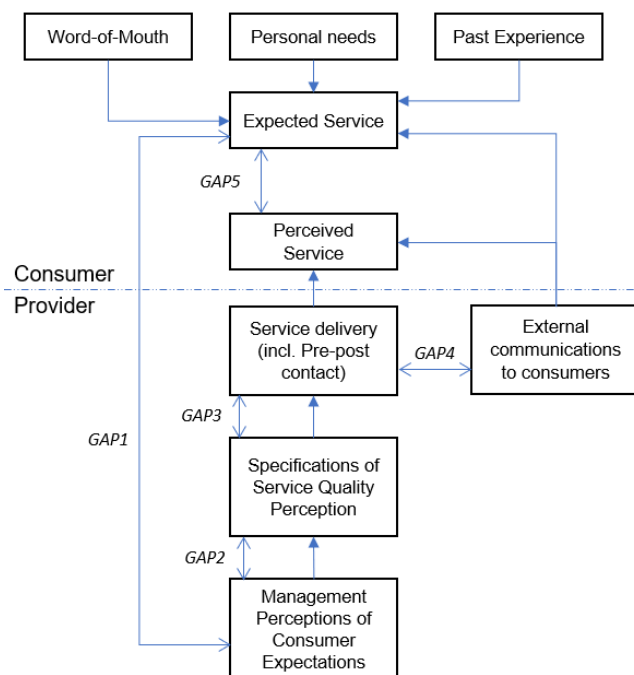 Word-of-Mouth
Personal needs
Past Experience
Expected Service
GAP5
Perceived
Service
Consumer
Provider
Service delivery
(incl. Pre-post
contact)
GAP4
External
communications
to consumers
GAP3
GAP1
Specifications of
Service Quality
Perception
GAP2
Management
Perceptions of
Consumer
Expectations